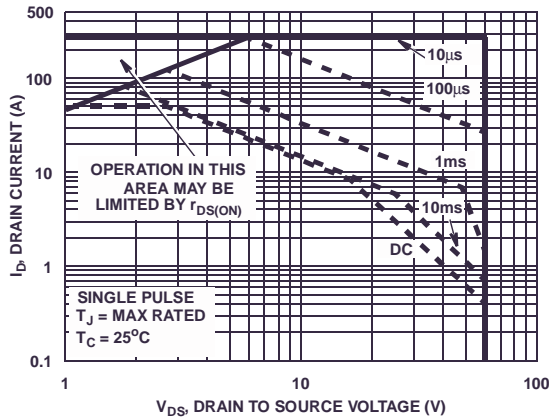 500
100
10
1
0.1
I_D, DRAIN CURRENT (A)
10μs
100μs
1ms
10ms
DC
OPERATION IN THIS
AREA MAY BE
LIMITED BY r_DS(ON)
SINGLE PULSE
T_J = MAX RATED
T_C = 25°C
1
10
100
V_DS, DRAIN TO SOURCE VOLTAGE (V)